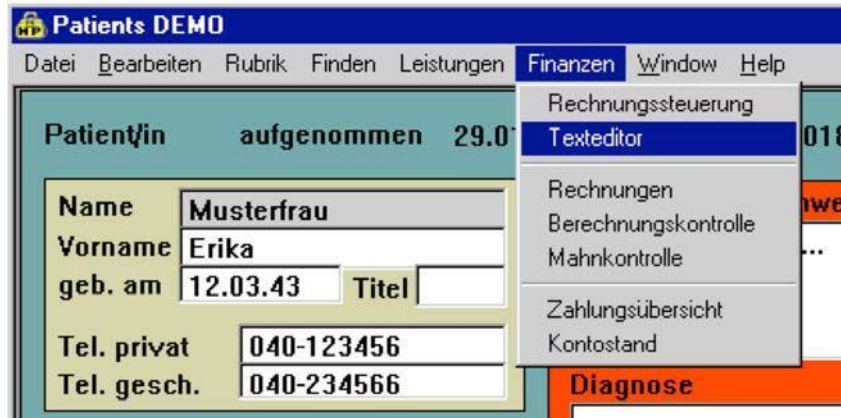 Patients DEMO
Datei Bearbeiten Rubrik Finden Leistungen Finanzen Window Help
Rechnungssteuerung
Texteditor
Rechnungen
Berechnungskontrolle
Mahnkontrolle
Zahlungsübersicht
Kontostand
Patient/in aufgenommen 29.0
Name Musterfrau
Vorname Erika
geb. am 12.03.43 Titel
Tel. privat 040-123456
Tel. gesch. 040-234566
Diagnose